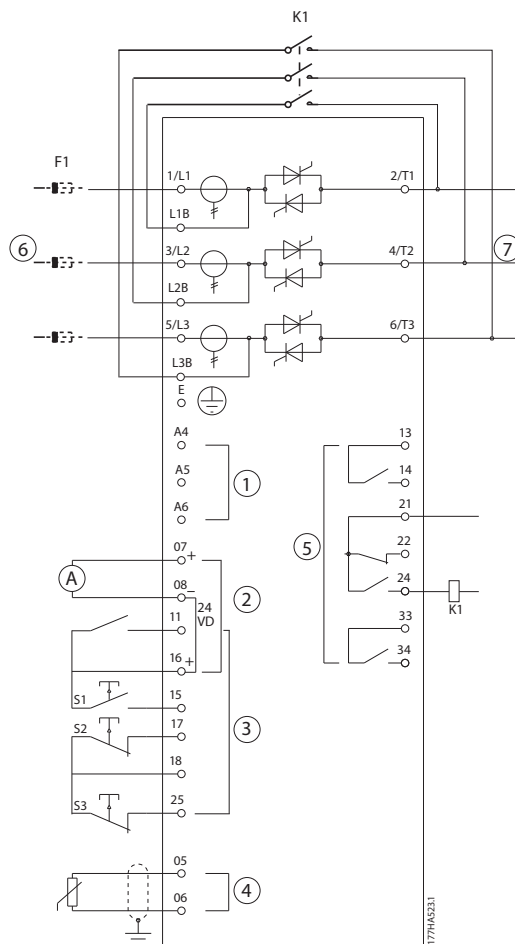 K1
F1
1/L1
2/T1
L1B
6
3/L2
4/T2
7
L2B
5/L3
6/T3
L3B
E
A4
13
A5
1
14
A6
21
07
+
5
22
A
08
–
2
24
24
VD
K1
11
33
16
+
34
S1
15
S2
17
3
18
S3
25
05
4
06
177HA523.1